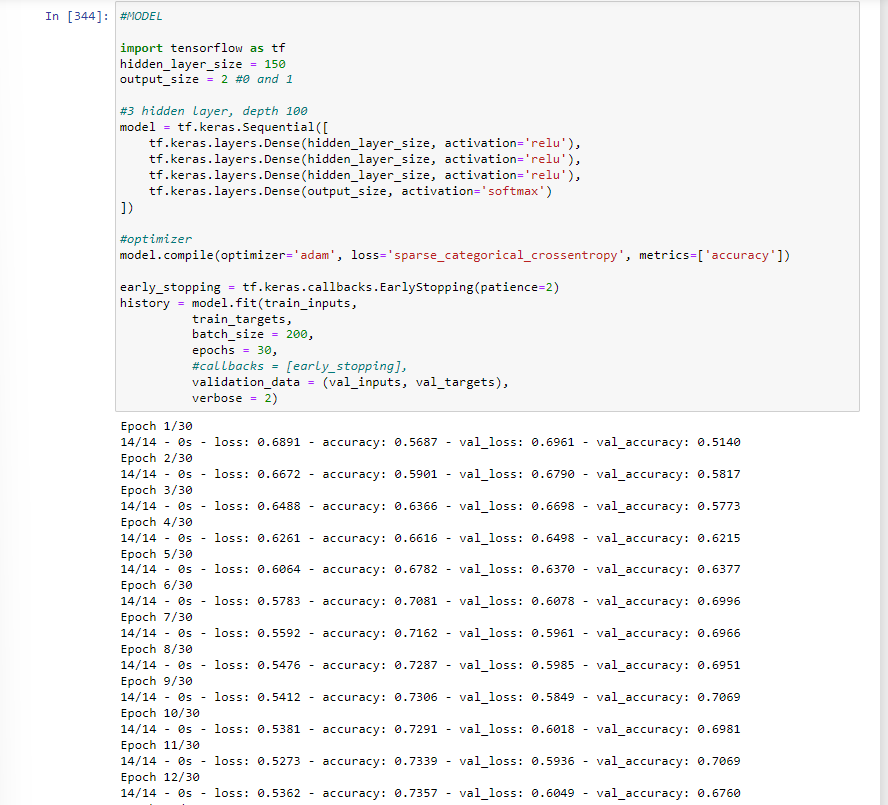 In [344]: #MODEL
import tensorflow as tf
hidden_layer_size = 150
output_size = 2 #0 and 1
#3 hidden layer, depth 100
model = tf.keras.Sequential([
    tf.keras.layers.Dense(hidden_layer_size, activation='relu'),
    tf.keras.layers.Dense(hidden_layer_size, activation='relu'),
    tf.keras.layers.Dense(hidden_layer_size, activation='relu'),
    tf.keras.layers.Dense(output_size, activation='softmax')
])
#optimizer
model.compile(optimizer='adam', loss='sparse_categorical_crossentropy', metrics=['accuracy'])
early_stopping = tf.keras.callbacks.EarlyStopping(patience=2)
history = model.fit(train_inputs,
          train_targets,
          batch_size = 200,
          epochs = 30,
          #callbacks = [early_stopping],
          validation_data = (val_inputs, val_targets),
          verbose = 2)
Epoch 1/30
14/14 - 0s - loss: 0.6891 - accuracy: 0.5687 - val_loss: 0.6961 - val_accuracy: 0.5140
Epoch 2/30
14/14 - 0s - loss: 0.6672 - accuracy: 0.5901 - val_loss: 0.6790 - val_accuracy: 0.5817
Epoch 3/30
14/14 - 0s - loss: 0.6488 - accuracy: 0.6366 - val_loss: 0.6698 - val_accuracy: 0.5773
Epoch 4/30
14/14 - 0s - loss: 0.6261 - accuracy: 0.6616 - val_loss: 0.6498 - val_accuracy: 0.6215
Epoch 5/30
14/14 - 0s - loss: 0.6064 - accuracy: 0.6782 - val_loss: 0.6370 - val_accuracy: 0.6377
Epoch 6/30
14/14 - 0s - loss: 0.5783 - accuracy: 0.7081 - val_loss: 0.6078 - val_accuracy: 0.6996
Epoch 7/30
14/14 - 0s - loss: 0.5592 - accuracy: 0.7162 - val_loss: 0.5961 - val_accuracy: 0.6966
Epoch 8/30
14/14 - 0s - loss: 0.5476 - accuracy: 0.7287 - val_loss: 0.5985 - val_accuracy: 0.6951
Epoch 9/30
14/14 - 0s - loss: 0.5412 - accuracy: 0.7306 - val_loss: 0.5849 - val_accuracy: 0.7069
Epoch 10/30
14/14 - 0s - loss: 0.5381 - accuracy: 0.7291 - val_loss: 0.6018 - val_accuracy: 0.6981
Epoch 11/30
14/14 - 0s - loss: 0.5273 - accuracy: 0.7339 - val_loss: 0.5936 - val_accuracy: 0.7069
Epoch 12/30
14/14 - 0s - loss: 0.5362 - accuracy: 0.7357 - val_loss: 0.6049 - val_accuracy: 0.6760